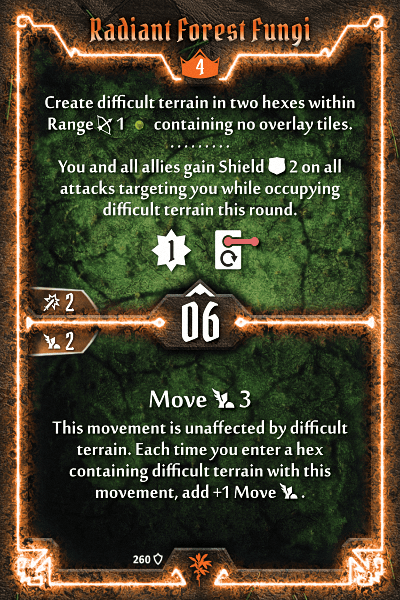 Radiant Forest Fungi
4
Create difficult terrain in two hexes within
Range 1 containing no overlay tiles.
You and all allies gain Shield 2 on all
attacks targeting you while occupying
difficult terrain this round.
1
2
06
2
Move 3
This movement is unaffected by difficult
terrain. Each time you enter a hex
containing difficult terrain with this
movement, add +1 Move .
260